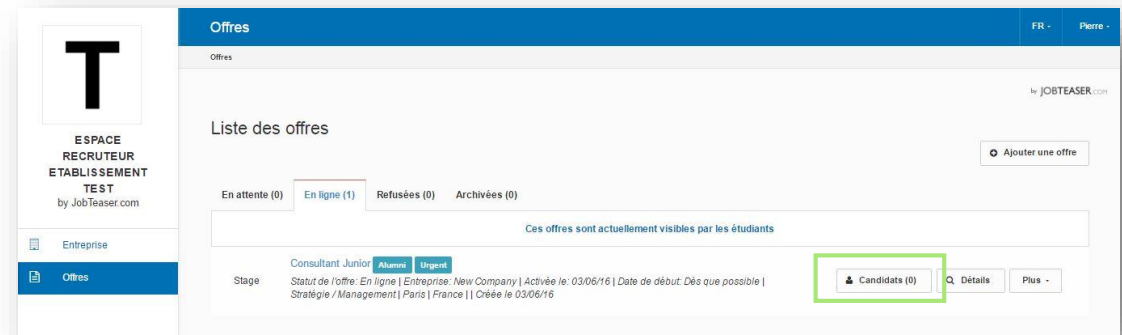 Offres
FR -
Pierre -
Offres
by JOBTEASER.COM
T
ESPACE
RECRUTEUR
ETABLISSEMENT
TEST
by JobTeaser.com
Entreprise
Offres
Liste des offres
Ajouter une offre
En attente (0) En ligne (1) Refusées (0) Archivées (0)
Ces offres sont actuellement visibles par les étudiants
Stage
Consultant Junior Alumni Urgent
Statut de l'offre: En ligne | Entreprise: New Company | Activée le: 03/06/16 | Date de début: Dès que possible |
Stratégie / Management | Paris | France | | Créée le 03/06/16
Candidats (0) Détails Plus -